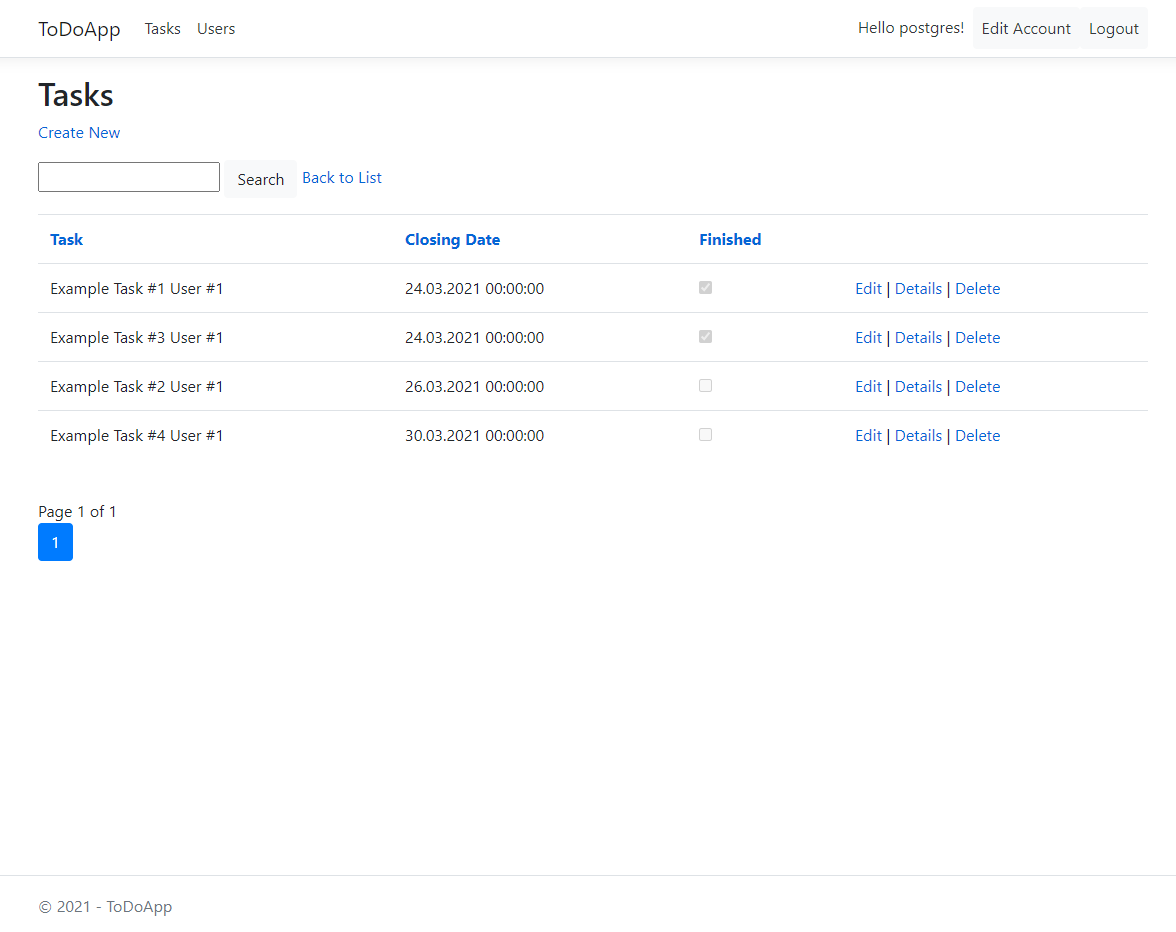 ToDoApp Tasks Users Hello postgres! Edit Account Logout
Tasks
Create New
Search Back to List
Task Closing Date Finished
Example Task #1 User #1 24.03.2021 00:00:00 Edit | Details | Delete
Example Task #3 User #1 24.03.2021 00:00:00 Edit | Details | Delete
Example Task #2 User #1 26.03.2021 00:00:00 Edit | Details | Delete
Example Task #4 User #1 30.03.2021 00:00:00 Edit | Details | Delete
Page 1 of 1
1
© 2021 - ToDoApp